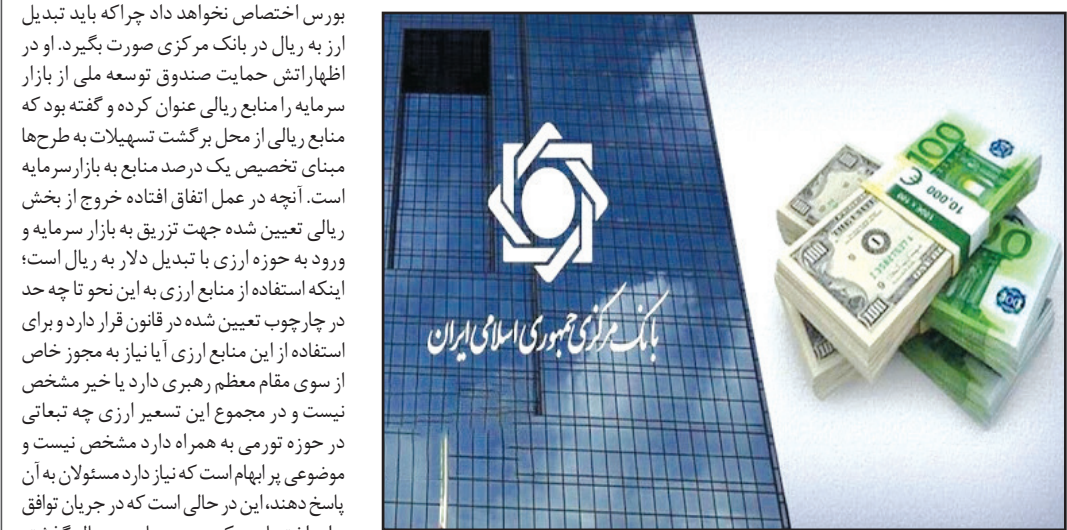 بورس اختصاص نخواهد داد چراکه باید تبدیل
ارز به ریال در بانک مرکزی صورت بگیرد. او در
اظهاراتش حمایت صندوق توسعه ملی از بازار
سرمایه را منابع ریالی عنوان کرده و گفته بود که
منابع ریالی از محل برگشت تسهیلات به طرح‌ها
مبنای تخصیص یک درصد منابع به بازارسرمایه
است. آنچه در عمل اتفاق افتاده خروج از بخش
ریالی تعیین شده جهت تزریق به بازار سرمایه و
ورود به حوزه ارزی با تبدیل دلار به ریال است؛
اینکه استفاده از منابع ارزی به این نحو تا چه حد
در چارچوب تعیین شده در قانون قرار دارد و برای
استفاده از این منابع ارزی آیا نیاز به مجوز خاص
از سوی مقام معظم رهبری دارد یا خیر مشخص
نیست و در مجموع این تسعیر ارزی چه تبعاتی
در حوزه تورمی به همراه دارد مشخص نیست و
موضوعی پر ابهام است که نیاز دارد مسئولان به آن
پاسخ دهند، این در حالی است که در جریان توافق
بانک مرکزی جمهوری اسلامی ایران
100
€ 10.000
100